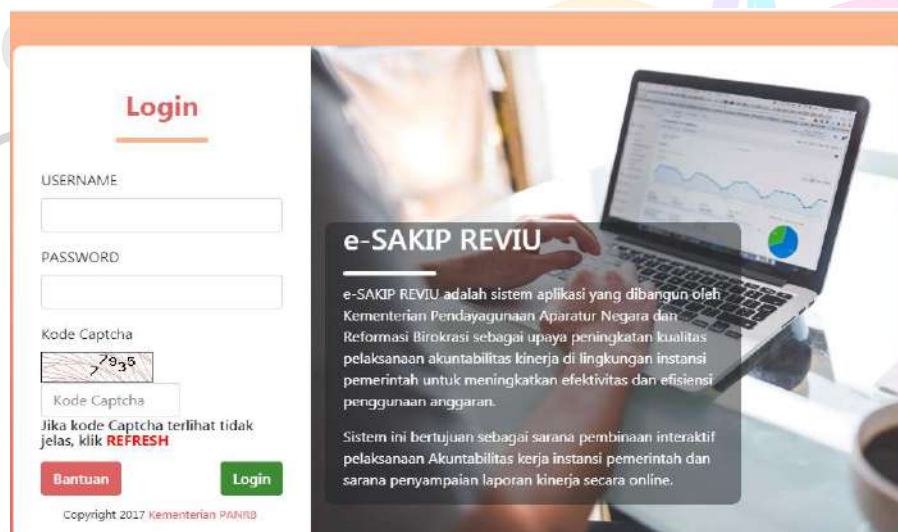 Login
USERNAME
PASSWORD
Kode Captcha
7935
7
Kode Captcha
Jika kode Captcha terlihat tidak
jelas, klik REFRESH
Bantuan
Login
Copyright 2017 Kementerian PANRB
e-SAKIP REVIU
e-SAKIP REVIU adalah sistem aplikasi yang dibangun oleh
Kementerian Pendayagunaan Aparatur Negara dan
Reformasi Birokrasi sebagai upaya peningkatan kualitas
pelaksanaan akuntabilitas kinerja di lingkungan instansi
pemerintah untuk meningkatkan efektivitas dan efisiensi
penggunaan anggaran.
Sistem ini bertujuan sebagai sarana pembinaan interaktif
pelaksanaan Akuntabilitas kerja instansi pemerintah dan
sarana penyampaian laporan kinerja secara online.